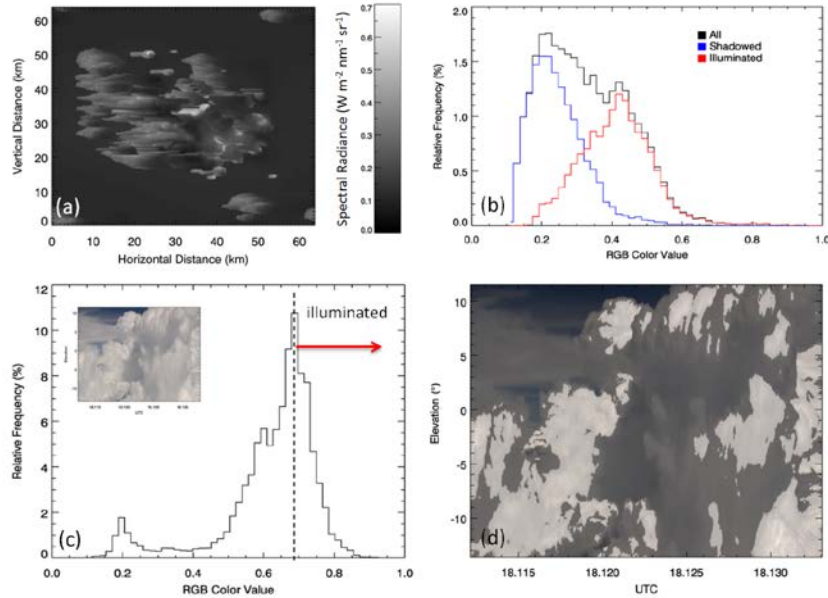 (a)
Vertical Distance (km)
60
50
40
30
20
10
0
0 10 20 30 40 50 60
Horizontal Distance (km)
Spectral Radiance (W m⁻² nm⁻¹ sr⁻¹)
0.7
0.6
0.5
0.4
0.3
0.2
0.1
0.0
(b)
Relative Frequency (%)
2.0
1.5
1.0
0.5
0.0
0.0 0.2 0.4 0.6 0.8 1.0
RGB Color Value
All
Shadowed
Illuminated
(c)
Relative Frequency (%)
12
10
8
6
4
2
0
0.0 0.2 0.4 0.6 0.8 1.0
RGB Color Value
illuminated
UTC
(d)
Elevation (°)
10
5
0
-5
-10
18.115 18.120 18.125 18.130
UTC